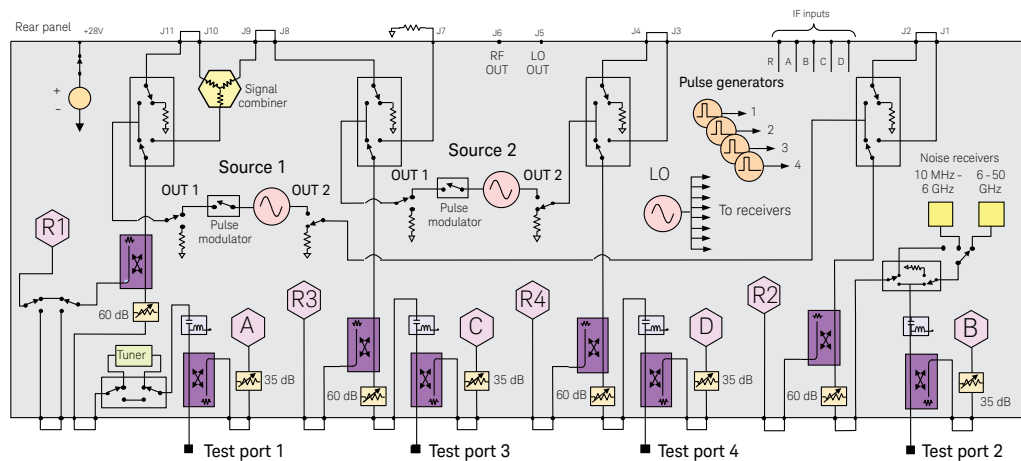 Rear panel
+28V
J11
J10
J9
J8
J7
J6
J5
J4
J3
IF inputs
J2
J1
RF
OUT
LO
OUT
R
A
B
C
D
+
-
Signal
combiner
Pulse generators
1
2
3
4
Noise receivers
10 MHz -
6 GHz
6 - 50
GHz
Source 1
OUT 1
OUT 2
Pulse
modulator
Source 2
OUT 1
OUT 2
Pulse
modulator
LO
To receivers
R1
60 dB
Tuner
A
35 dB
R3
60 dB
C
35 dB
R4
60 dB
D
35 dB
R2
60 dB
B
35 dB
Test port 1
Test port 3
Test port 4
Test port 2